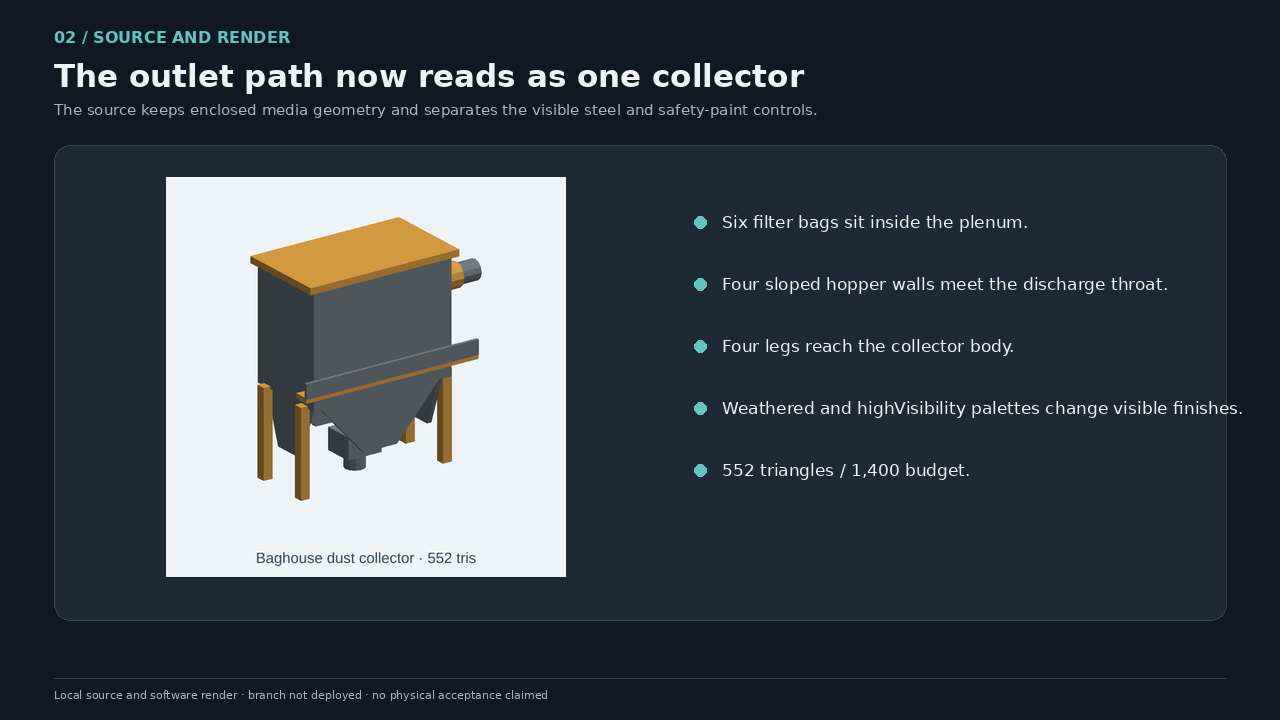 02 / SOURCE AND RENDER
The outlet path now reads as one collector
The source keeps enclosed media geometry and separates the visible steel and safety-paint controls.
Six filter bags sit inside the plenum.
Four sloped hopper walls meet the discharge throat.
Four legs reach the collector body.
Weathered and highVisibility palettes change visible finishes.
552 triangles / 1,400 budget.
Baghouse dust collector · 552 tris
Local source and software render · branch not deployed · no physical acceptance claimed